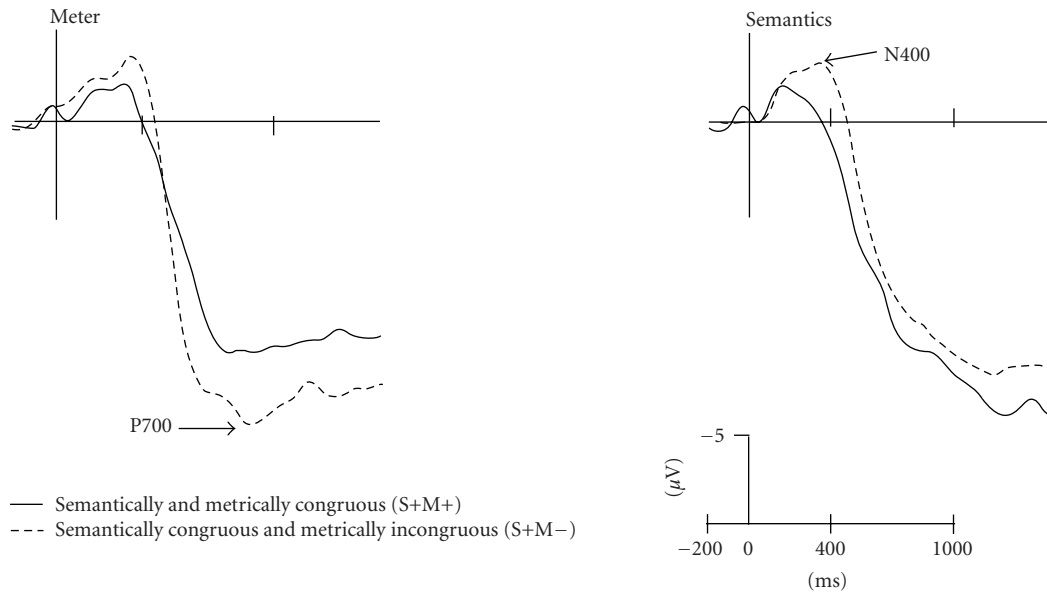 Meter
P700
Semantics
N400
−5
(μV)
−200 0 400 1000
(ms)
Semantically and metrically congruous (S+M+)
Semantically congruous and metrically incongruous (S+M−)